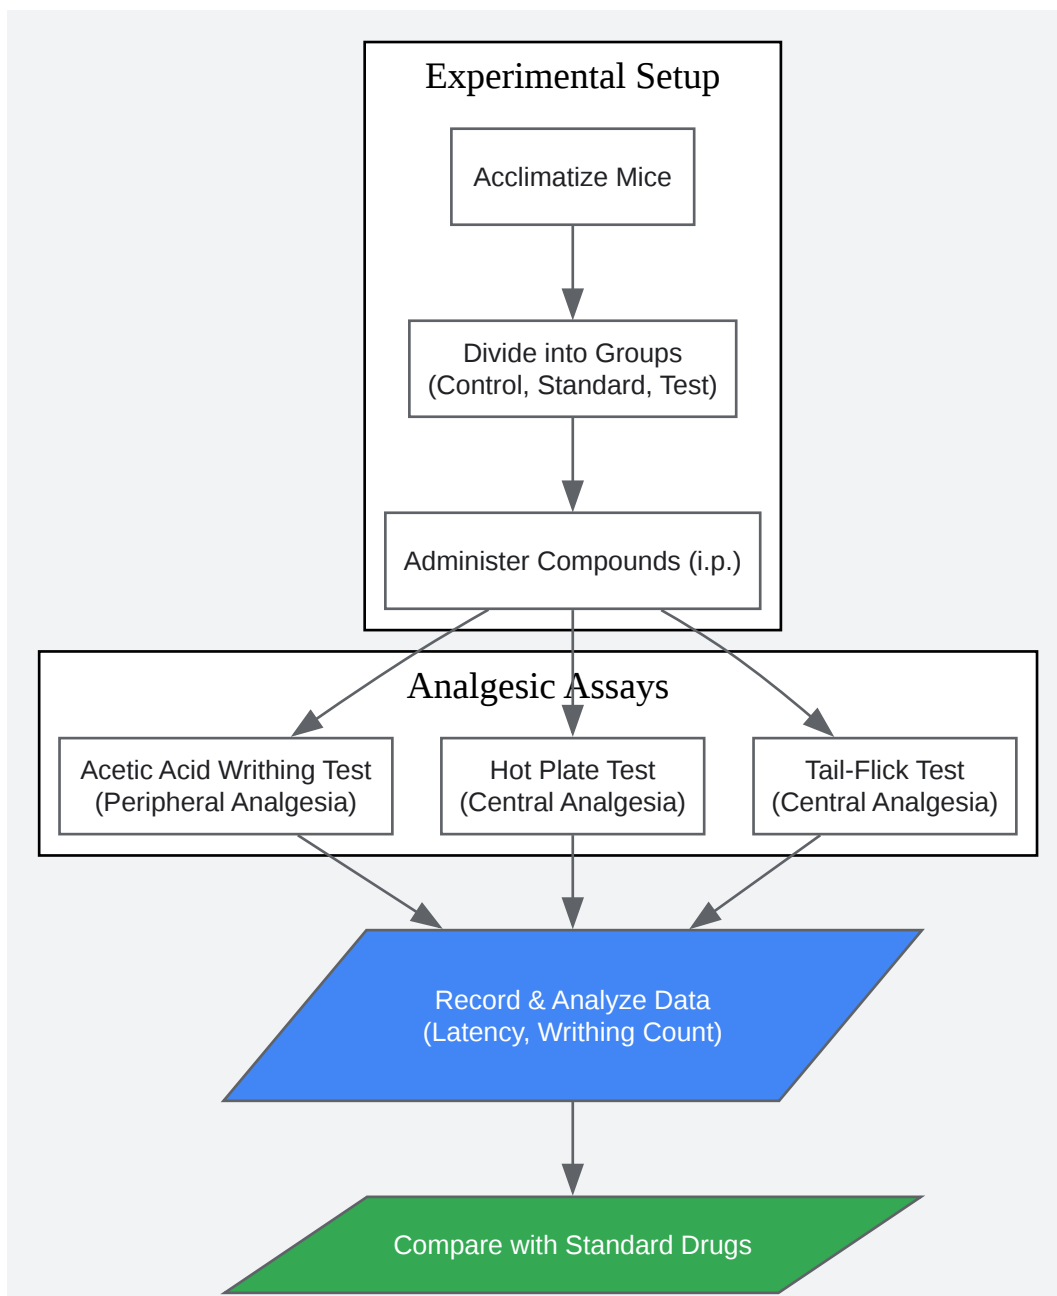 Experimental Setup
Acclimatize Mice
Divide into Groups
(Control, Standard, Test)
Administer Compounds (i.p.)
Analgesic Assays
Acetic Acid Writhing Test
(Peripheral Analgesia)
Hot Plate Test
(Central Analgesia)
Tail-Flick Test
(Central Analgesia)
Record & Analyze Data
(Latency, Writhing Count)
Compare with Standard Drugs